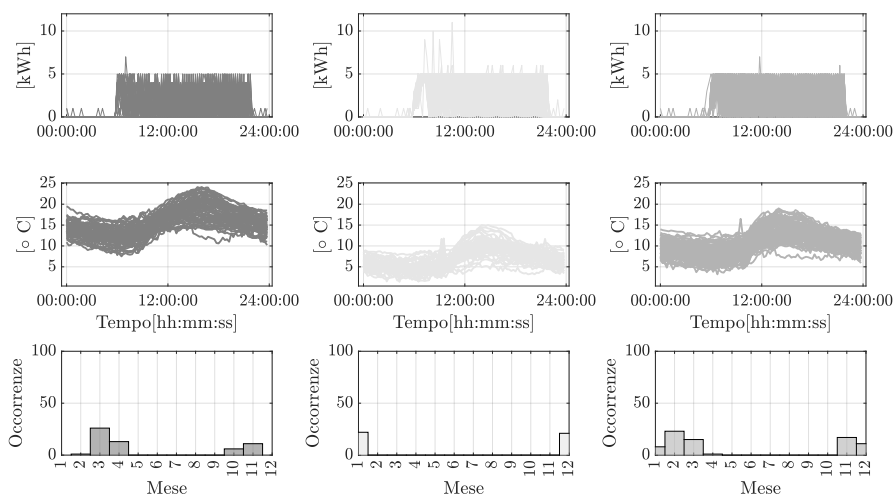 10 10 10
[kWh] [kWh] [kWh]
5 5 5
0 0 0
00:00:00 12:00:00 24:00:00 00:00:00 12:00:00 24:00:00 00:00:00 12:00:00 24:00:00
25 25 25
20 20 20
[∘ C] [∘ C] [∘ C]
15 15 15
10 10 10
5 5 5
00:00:00 12:00:00 24:00:00 00:00:00 12:00:00 24:00:00 00:00:00 12:00:00 24:00:00
Tempo[hh:mm:ss] Tempo[hh:mm:ss] Tempo[hh:mm:ss]
100 100 100
Occorrenze Occorrenze Occorrenze
50 50 50
0 0 0
1 2 3 4 5 6 7 8 9 10 11 12 1 2 3 4 5 6 7 8 9 10 11 12 1 2 3 4 5 6 7 8 9 10 11 12
Mese Mese Mese